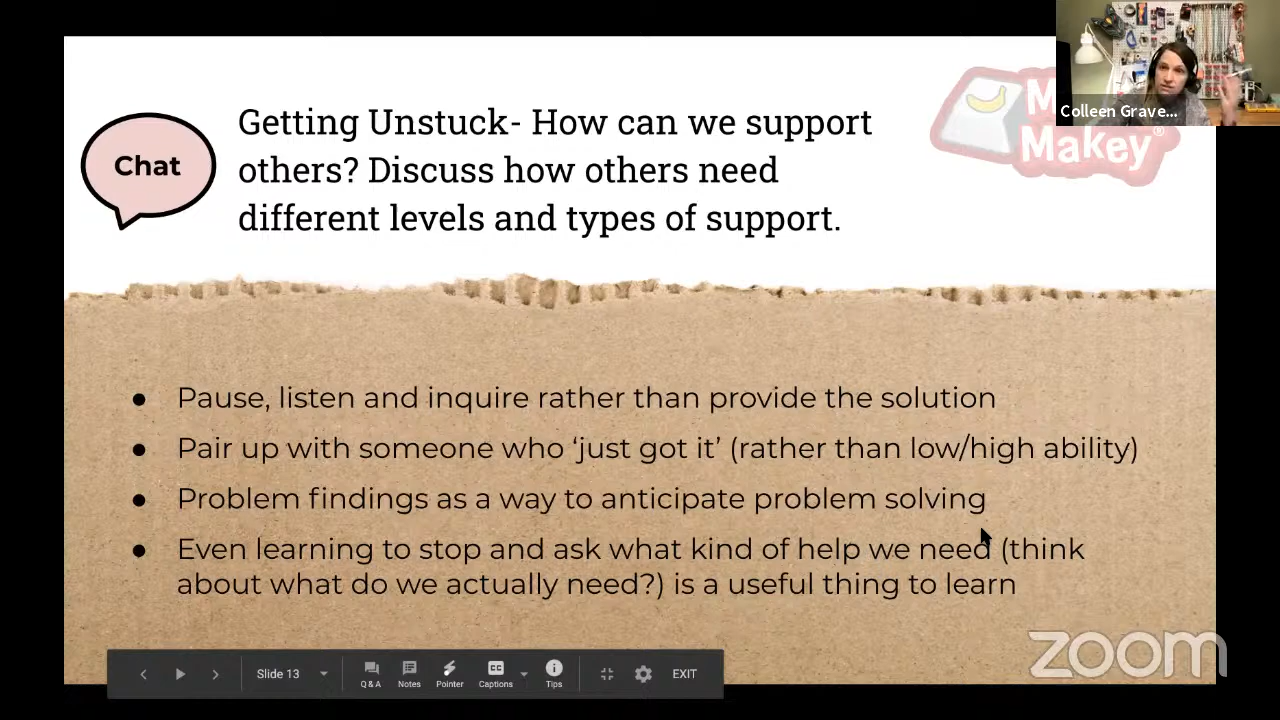 Colleen Grave...
M
Makey®
Chat
Getting Unstuck- How can we support
others? Discuss how others need
different levels and types of support.
● Pause, listen and inquire rather than provide the solution
● Pair up with someone who ‘just got it’ (rather than low/high ability)
● Problem findings as a way to anticipate problem solving
● Even learning to stop and ask what kind of help we need (think
about what do we actually need?) is a useful thing to learn
zoom
Slide 13
Q & A
Notes
Pointer
CC
Captions
Tips
EXIT